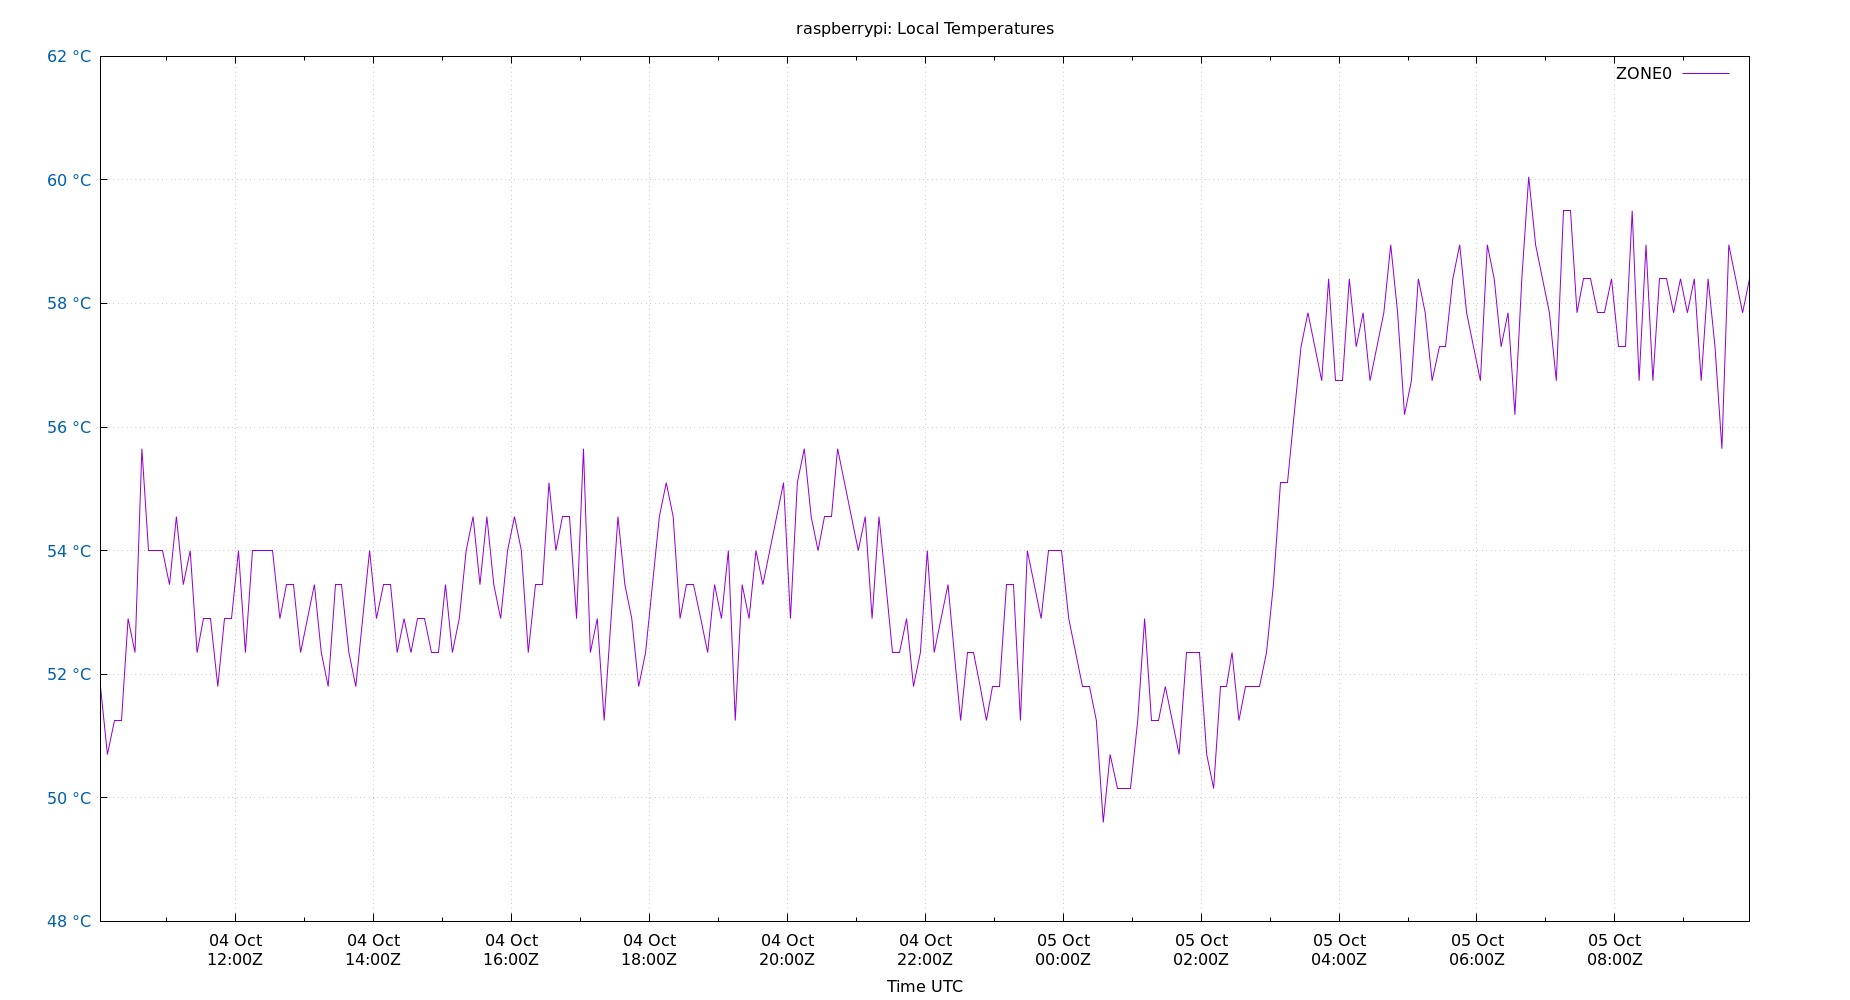 raspberrypi: Local Temperatures
62 °C
ZONE0
60 °C
58 °C
56 °C
54 °C
52 °C
50 °C
48 °C
04 Oct 04 Oct 04 Oct 04 Oct 04 Oct 04 Oct 05 Oct 05 Oct 05 Oct 05 Oct 05 Oct
12:00Z 14:00Z 16:00Z 18:00Z 20:00Z 22:00Z 00:00Z 02:00Z 04:00Z 06:00Z 08:00Z
Time UTC